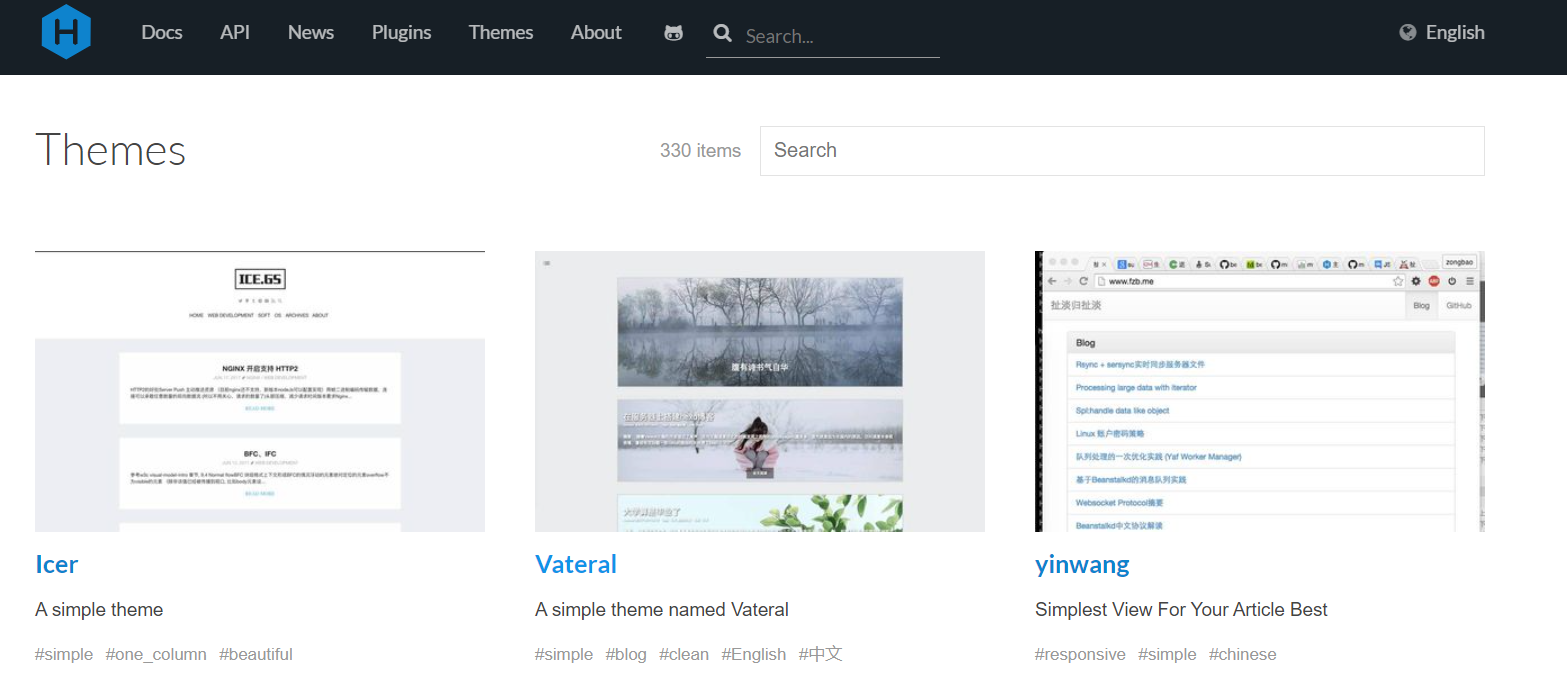 H
Docs API News Plugins Themes About Search... English
Themes
330 items Search
ICE.GS
HOME WEB DEVELOPMENT SOFT OS ARCHIVES ABOUT
NGINX 开启支持 HTTP2
BFC、IFC
腹有诗书气自华
大学算是毕业了
zongbao
www.fzb.me
扯淡归扯淡 Blog GitHub
Blog
Rsync + sersync实时同步服务器文件
Processing large data with iterator
Spl:handle data like object
Linux 账户密码策略
队列处理的一次优化实践 (Yaf Worker Manager)
基于Beanstalkd的消息队列实践
Websocket Protocol摘要
Beanstalkd中文协议解读
Icer
A simple theme
#simple #one_column #beautiful
Vateral
A simple theme named Vateral
#simple #blog #clean #English #中文
yinwang
Simplest View For Your Article Best
#responsive #simple #chinese